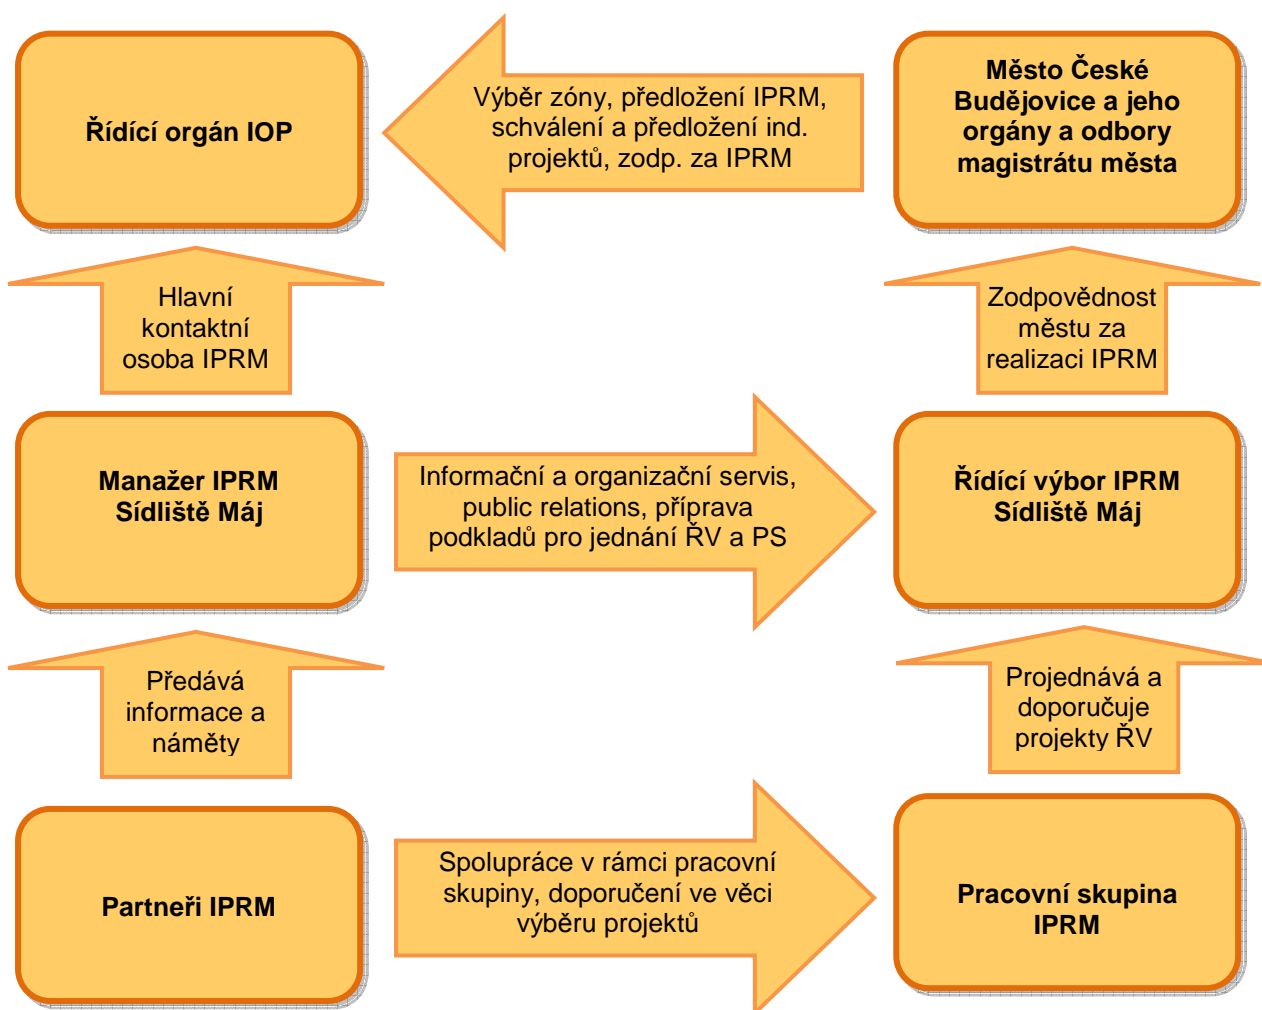 Řídící orgán IOP
Výběr zóny, předložení IPRM,
schválení a předložení ind.
projektů, zodp. za IPRM
Město České
Budějovice a jeho
orgány a odbory
magistrátu města
Hlavní
kontaktní
osoba IPRM
Zodpovědnost
městu za
realizaci IPRM
Manažer IPRM
Sídliště Máj
Informační a organizační servis,
public relations, příprava
podkladů pro jednání ŘV a PS
Řídící výbor IPRM
Sídliště Máj
Předává
informace a
náměty
Projednává a
doporučuje
projekty ŘV
Partneři IPRM
Spolupráce v rámci pracovní
skupiny, doporučení ve věci
výběru projektů
Pracovní skupina
IPRM